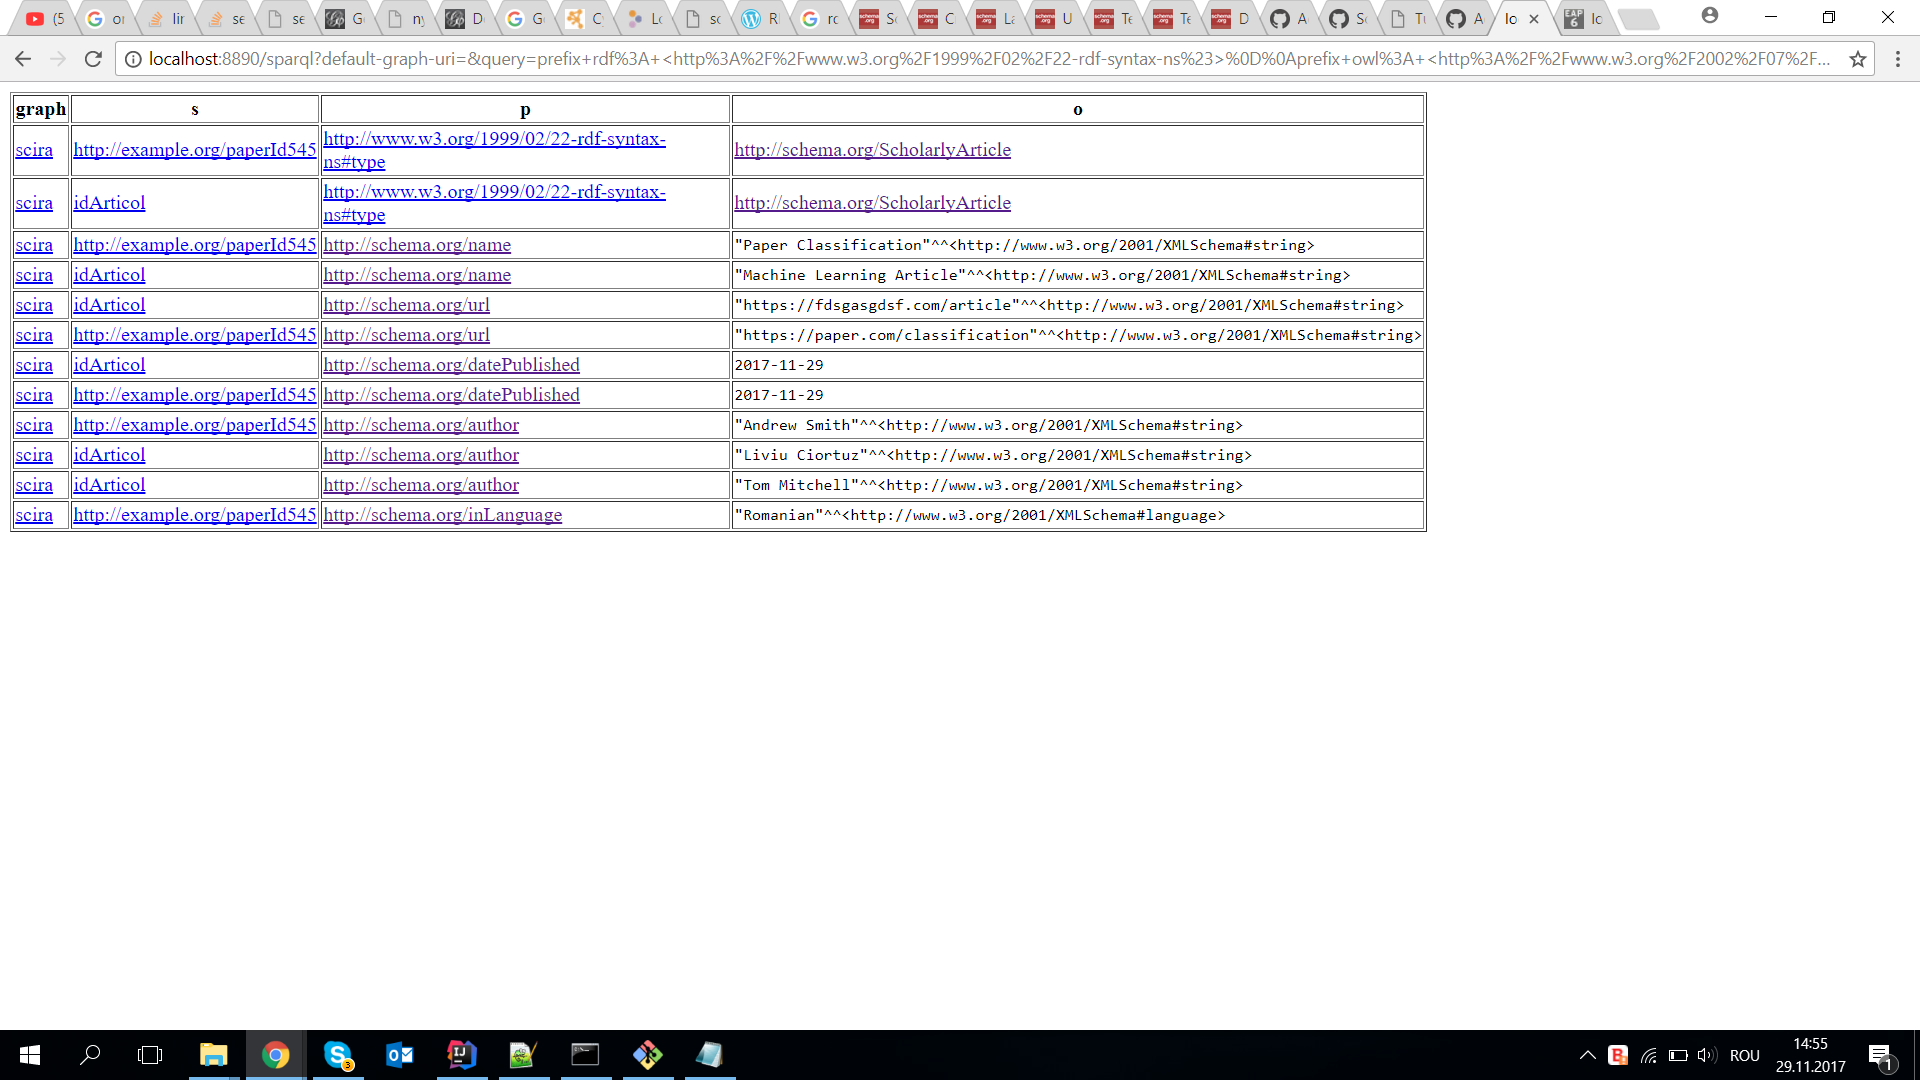 (5
G
or
lir
se
se
G
ny
D
G
C
Lo
sc
RI
ro
Sc
C
La
U
Te
Te
D
A
Sc
Tu
A
lo
lo
localhost:8890/sparql?default-graph-uri=&query=prefix+rdf%3A+<http%3A%2F%2Fwww.w3.org%2F1999%2F02%2F22-rdf-syntax-ns%23>%0D%0Aprefix+owl%3A+<http%3A%2F%2Fwww.w3.org%2F2002%2F07%2F...
graph s p o
scira http://example.org/paperId545 http://www.w3.org/1999/02/22-rdf-syntax-
ns#type http://schema.org/ScholarlyArticle
scira idArticol http://www.w3.org/1999/02/22-rdf-syntax-
ns#type http://schema.org/ScholarlyArticle
scira http://example.org/paperId545 http://schema.org/name "Paper Classification"^^<http://www.w3.org/2001/XMLSchema#string>
scira idArticol http://schema.org/name "Machine Learning Article"^^<http://www.w3.org/2001/XMLSchema#string>
scira idArticol http://schema.org/url "https://fdsgasgdsf.com/article"^^<http://www.w3.org/2001/XMLSchema#string>
scira http://example.org/paperId545 http://schema.org/url "https://paper.com/classification"^^<http://www.w3.org/2001/XMLSchema#string>
scira idArticol http://schema.org/datePublished 2017-11-29
scira http://example.org/paperId545 http://schema.org/datePublished 2017-11-29
scira http://example.org/paperId545 http://schema.org/author "Andrew Smith"^^<http://www.w3.org/2001/XMLSchema#string>
scira idArticol http://schema.org/author "Liviu Ciortuz"^^<http://www.w3.org/2001/XMLSchema#string>
scira idArticol http://schema.org/author "Tom Mitchell"^^<http://www.w3.org/2001/XMLSchema#string>
scira http://example.org/paperId545 http://schema.org/inLanguage "Romanian"^^<http://www.w3.org/2001/XMLSchema#language>
ROU
14:55
29.11.2017
1